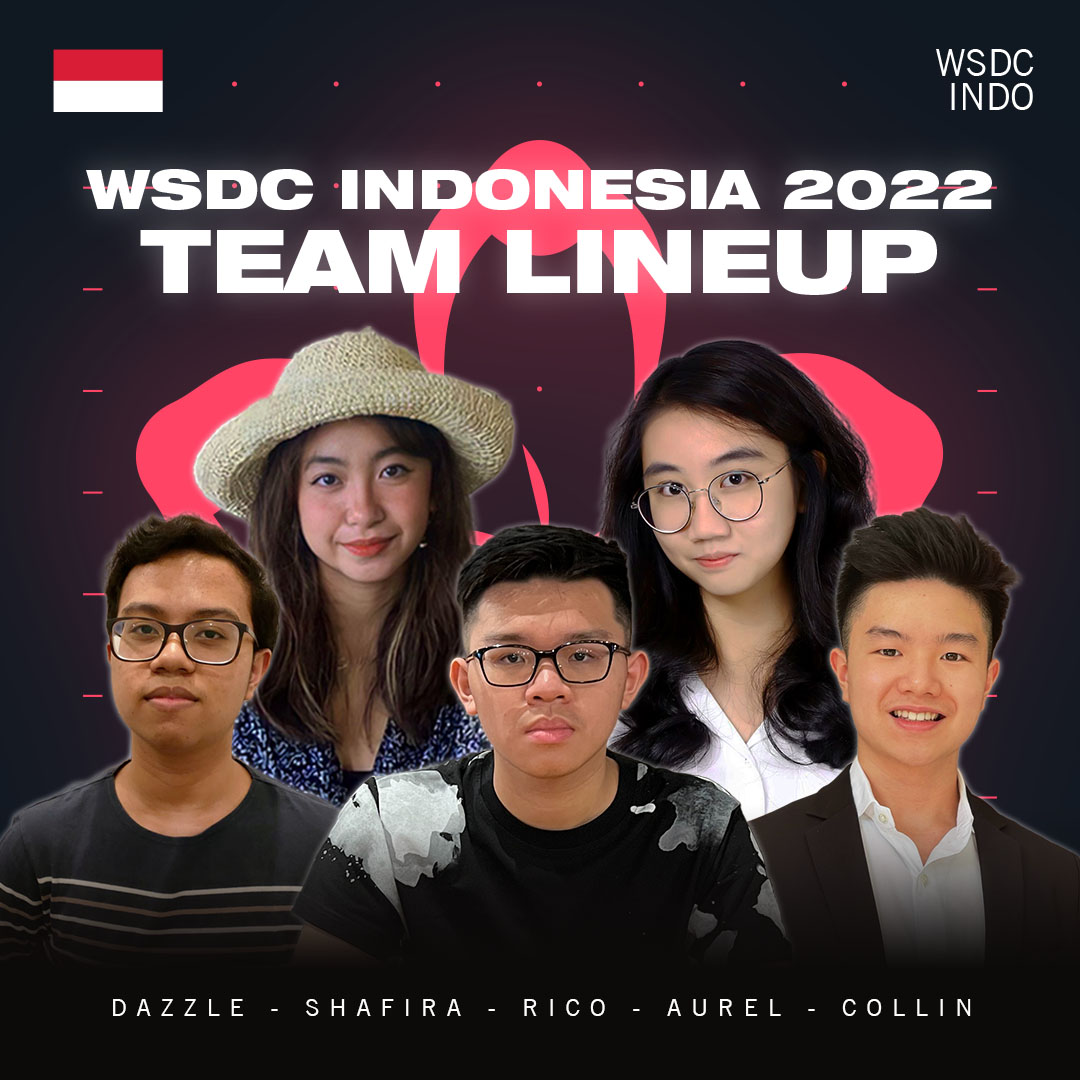 WSDC
INDO
WSDC INDONESIA 2022
TEAM LINEUP
DAZZLE - SHAFIRA - RICO - AUREL - COLLIN